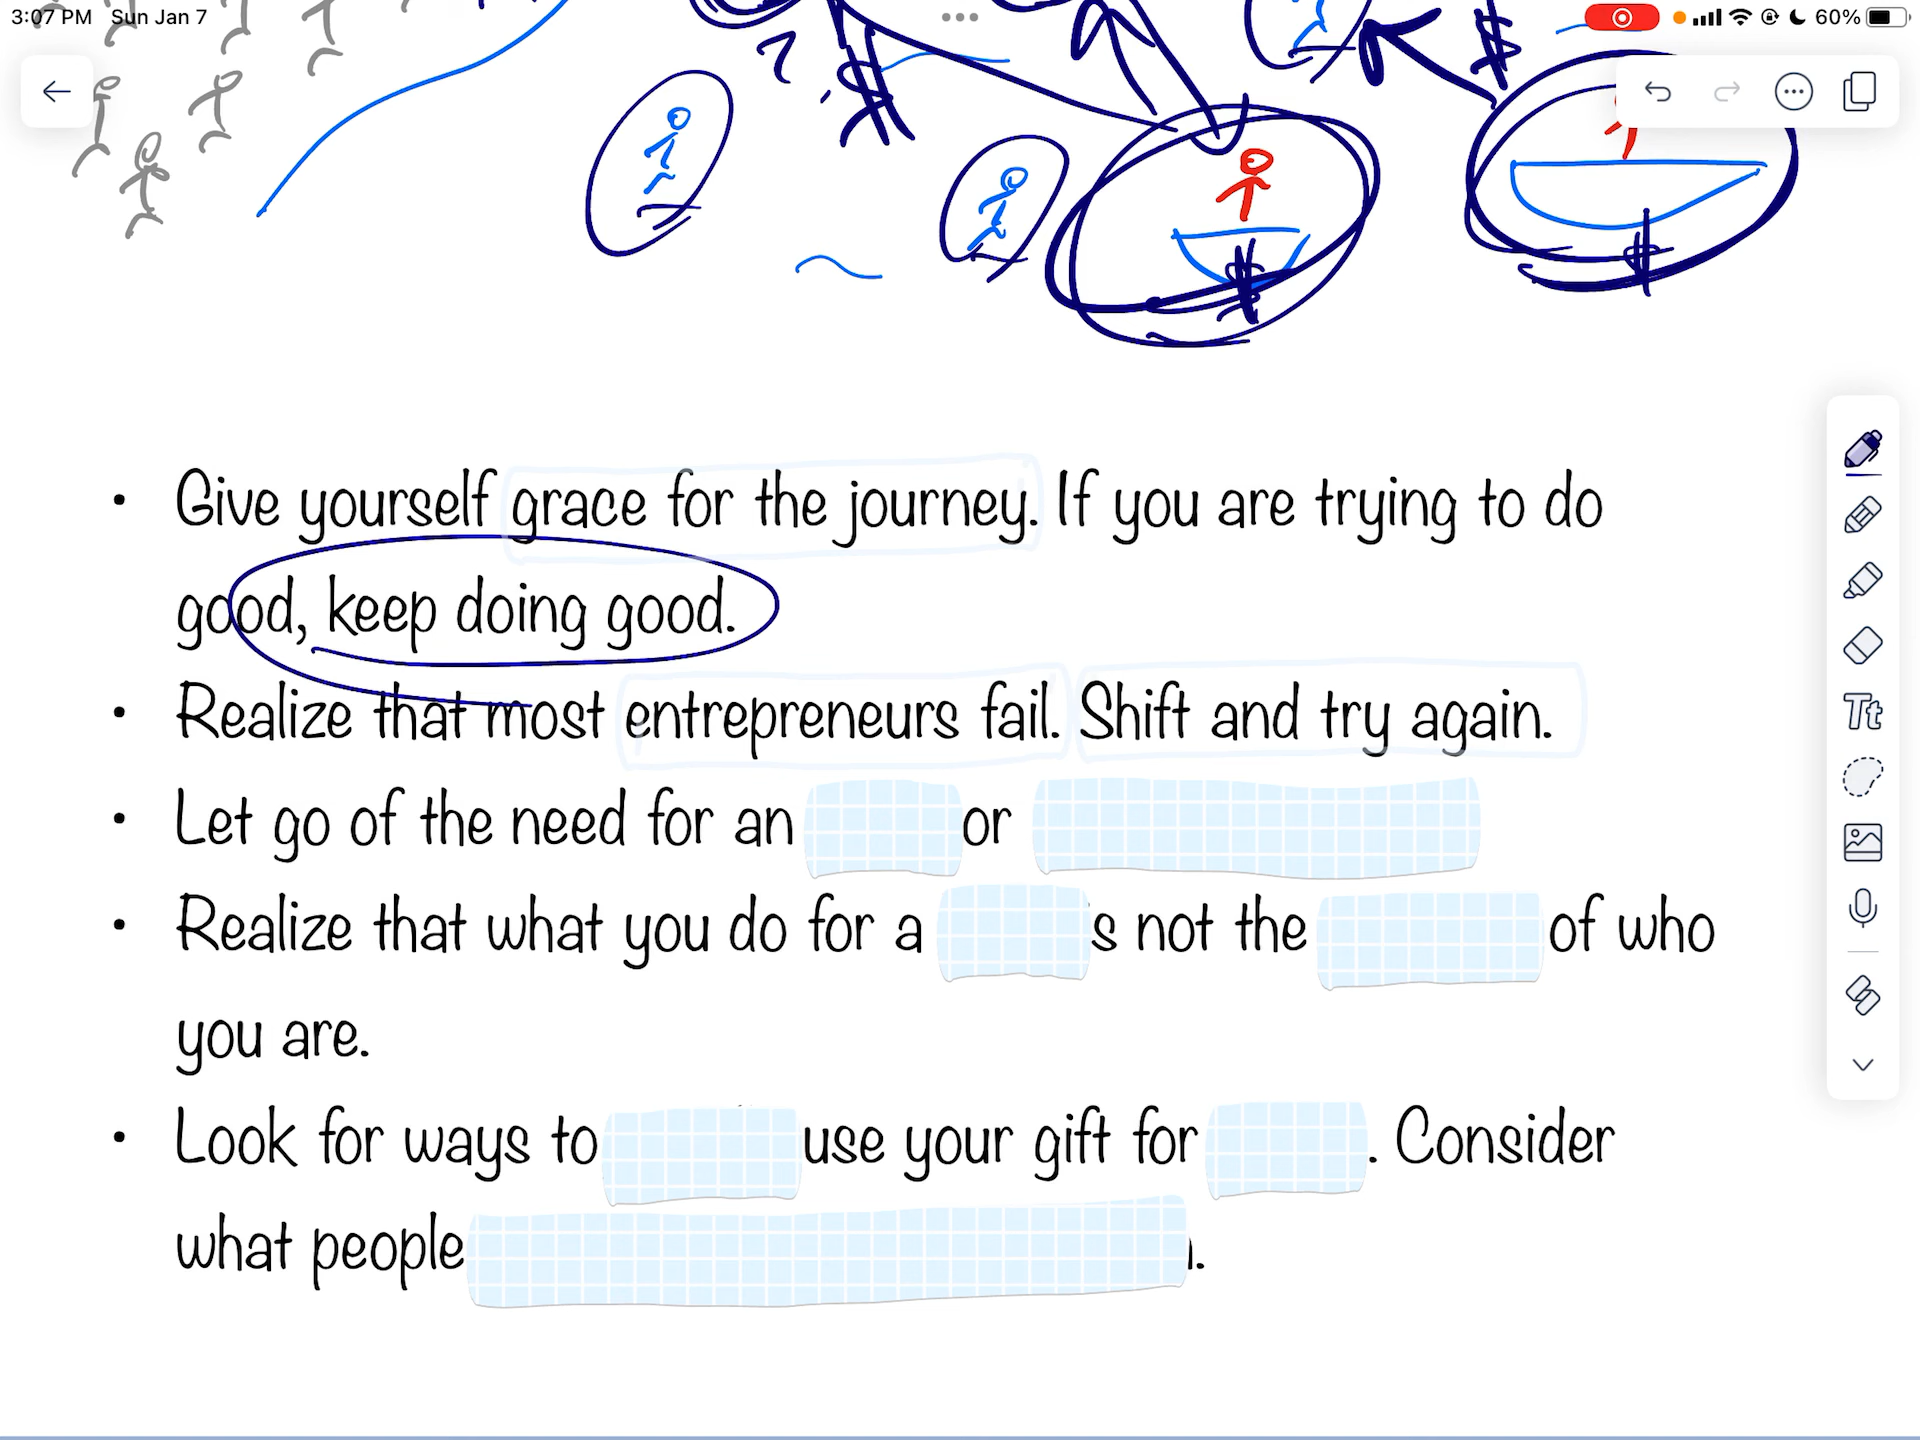 3:07 PM Sun Jan 7
60%
?
$
$
$
$
Give yourself grace for the journey. If you are trying to do
good, keep doing good.
Realize that most entrepreneurs fail. Shift and try again.
Let go of the need for an or
Realize that what you do for a s not the of who
you are.
Look for ways to use your gift for . Consider
what people .
Tt